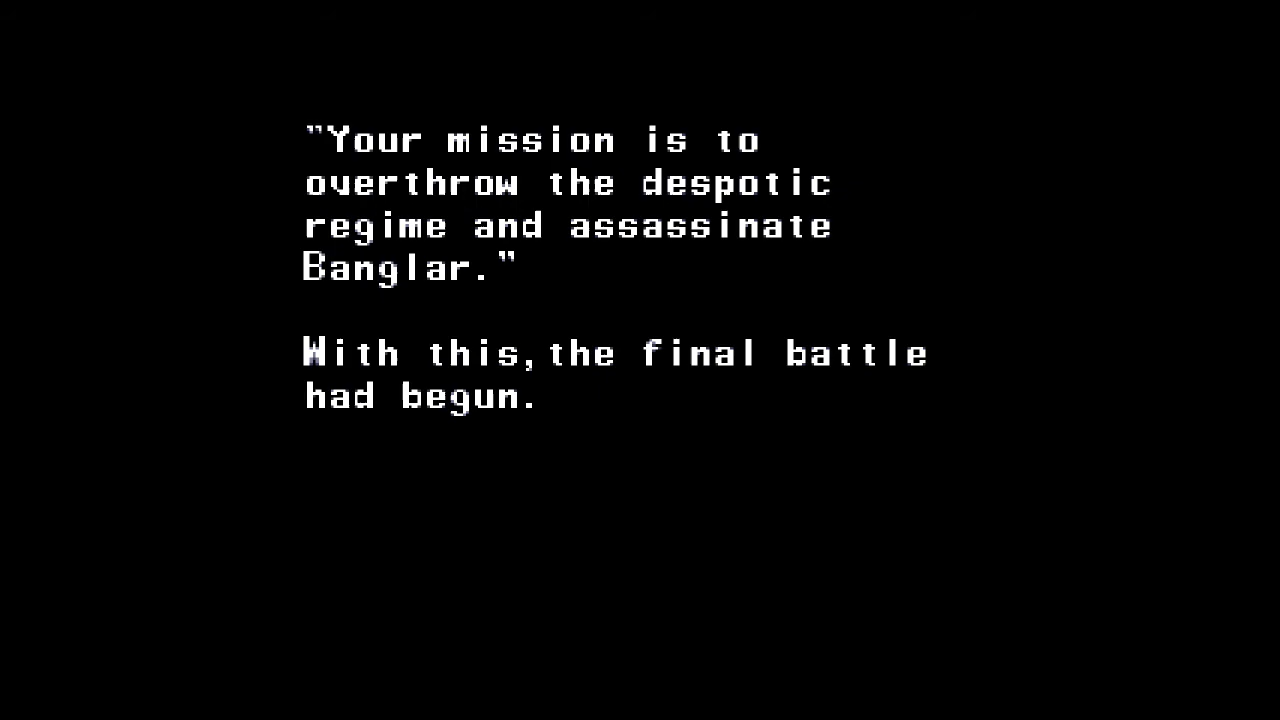 "Your mission is to
overthrow the despotic
regime and assassinate
Banglar."
With this,the final battle
had begun.